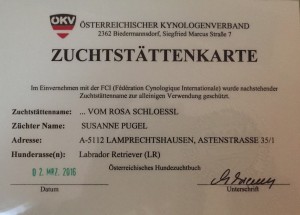 ÖKV
ÖSTERREICHISCHER KYNOLOGENVERBAND
2362 Biedermannsdorf, Siegfried Marcus Straße 7
ZUCHTSTÄTTENKARTE
Im Einvernehmen mit der FCI (Fédération Cynologique Internationale) wurde nachstehender
Zuchtstättenname zur alleinigen Verwendung geschützt.
Zuchtstättenname: ... VOM ROSA SCHLOESSL
Züchter Name: SUSANNE PUGEL
Adresse: A-5112 LAMPRECHTSHAUSEN, ASTENSTRASSE 35/1
Hunderasse(n): Labrador Retriever (LR)
0 2. MRZ. 2016 Österreichisches Hundezuchtbuch
Datum Unterschrift